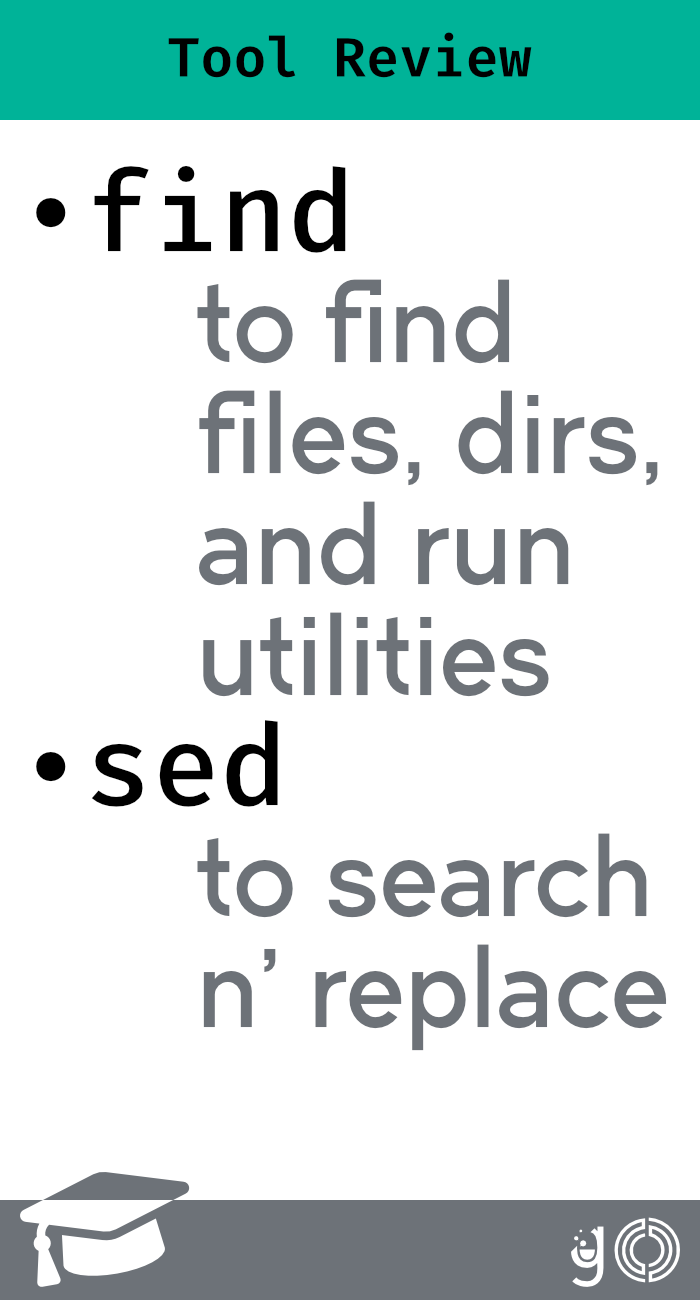 Tool Review
• find
to find
files, dirs,
and run
utilities
• sed
to search
n’ replace
g